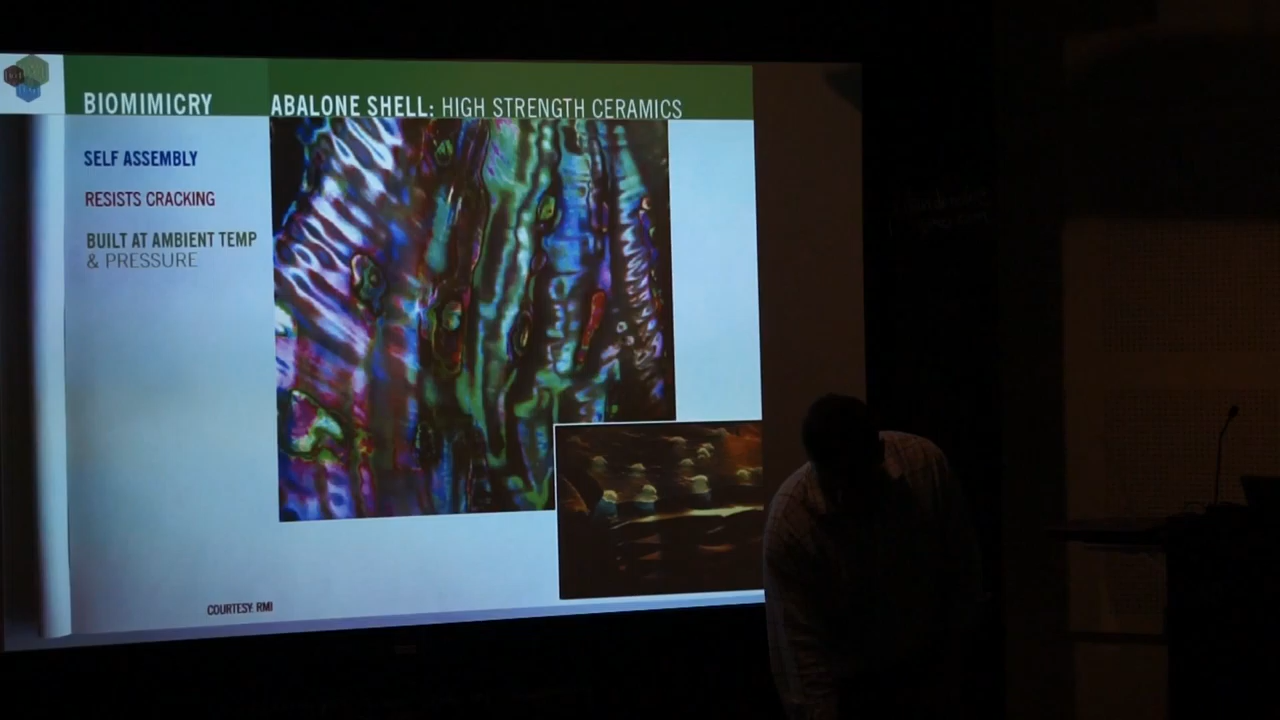 BIOMIMICRY
ABALONE SHELL: HIGH STRENGTH CERAMICS
SELF ASSEMBLY
RESISTS CRACKING
BUILT AT AMBIENT TEMP
& PRESSURE
COURTESY: RMI